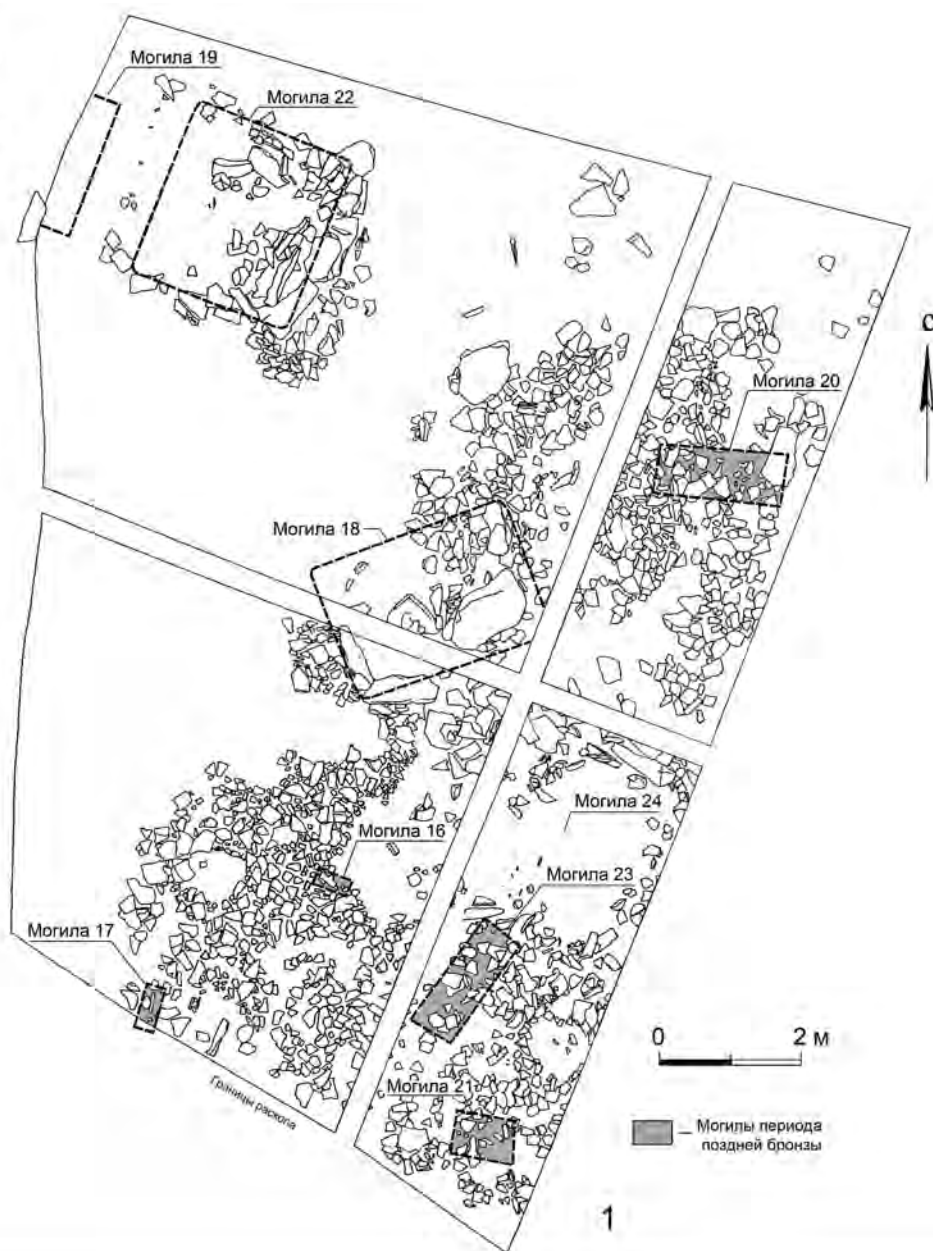 Могила 19
Могила 22
С
Могила 20
Могила 18
Могила 24
Могила 16
Могила 23
Могила 17
0 2 м
Могила 21
Границы раскопа
– Могилы периода
поздней бронзы
1